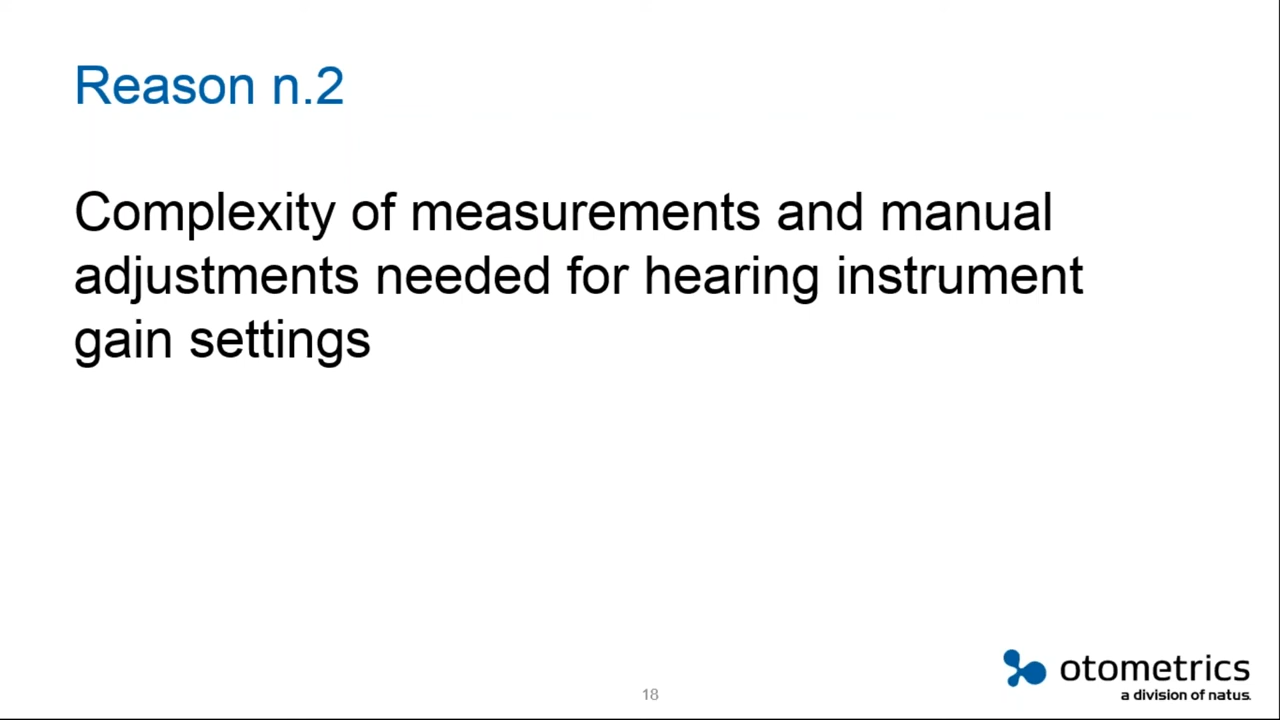 Reason n.2
Complexity of measurements and manual
adjustments needed for hearing instrument
gain settings
18
otometrics
a division of natus.